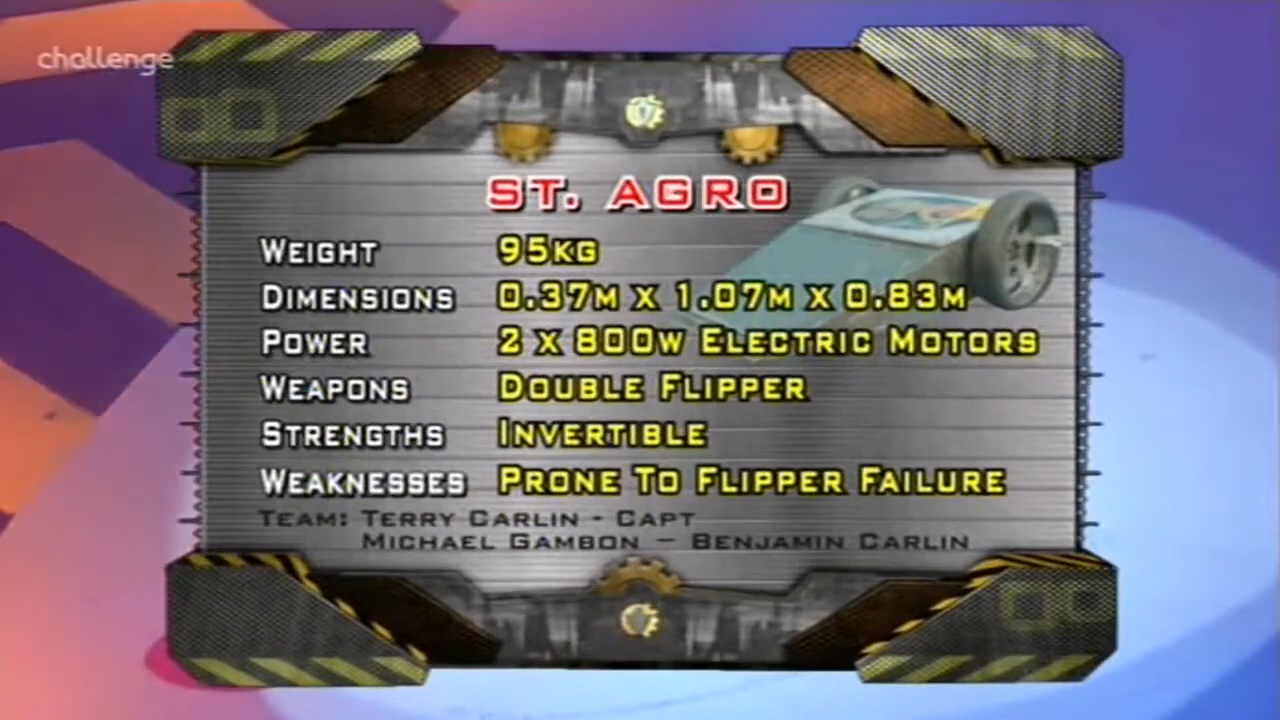 challenge
ST. AGRO
WEIGHT 95KG
DIMENSIONS 0.37M X 1.07M X 0.83M
POWER 2 X 800W ELECTRIC MOTORS
WEAPONS DOUBLE FLIPPER
STRENGTHS INVERTIBLE
WEAKNESSES PRONE TO FLIPPER FAILURE
TEAM: TERRY CARLIN - CAPT
MICHAEL GAMBON - BENJAMIN CARLIN